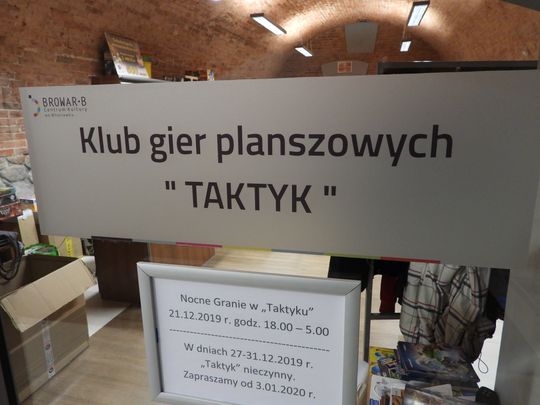 BROWAR•B
Centrum Kultury
we Włocławku
Klub gier planszowych
" TAKTYK "
Nocne Granie w „Taktyku"
21.12.2019 r. godz. 18.00 – 5.00
W dniach 27-31.12.2019 r.
„Taktyk" nieczynny.
Zapraszamy od 3.01.2020 r.